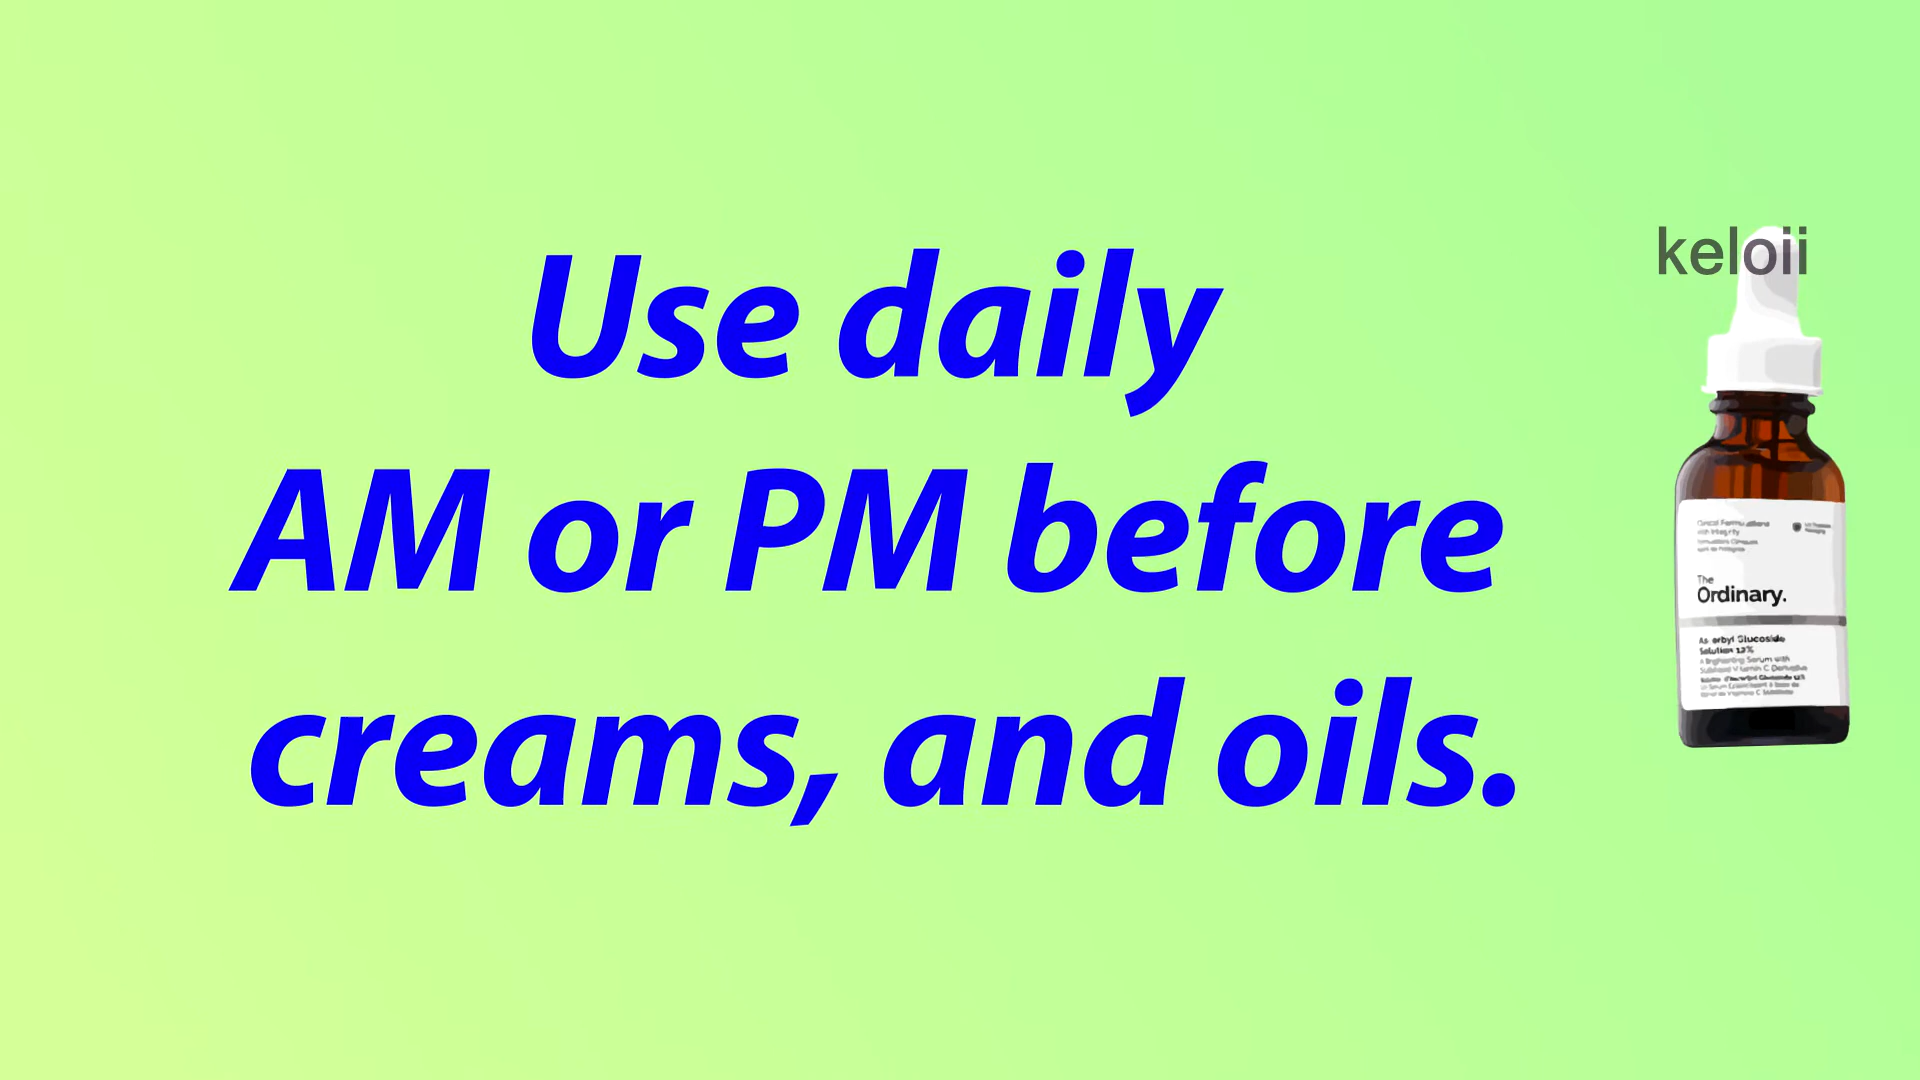 Use daily
AM or PM before
creams, and oils.
keloii
The
Ordinary.